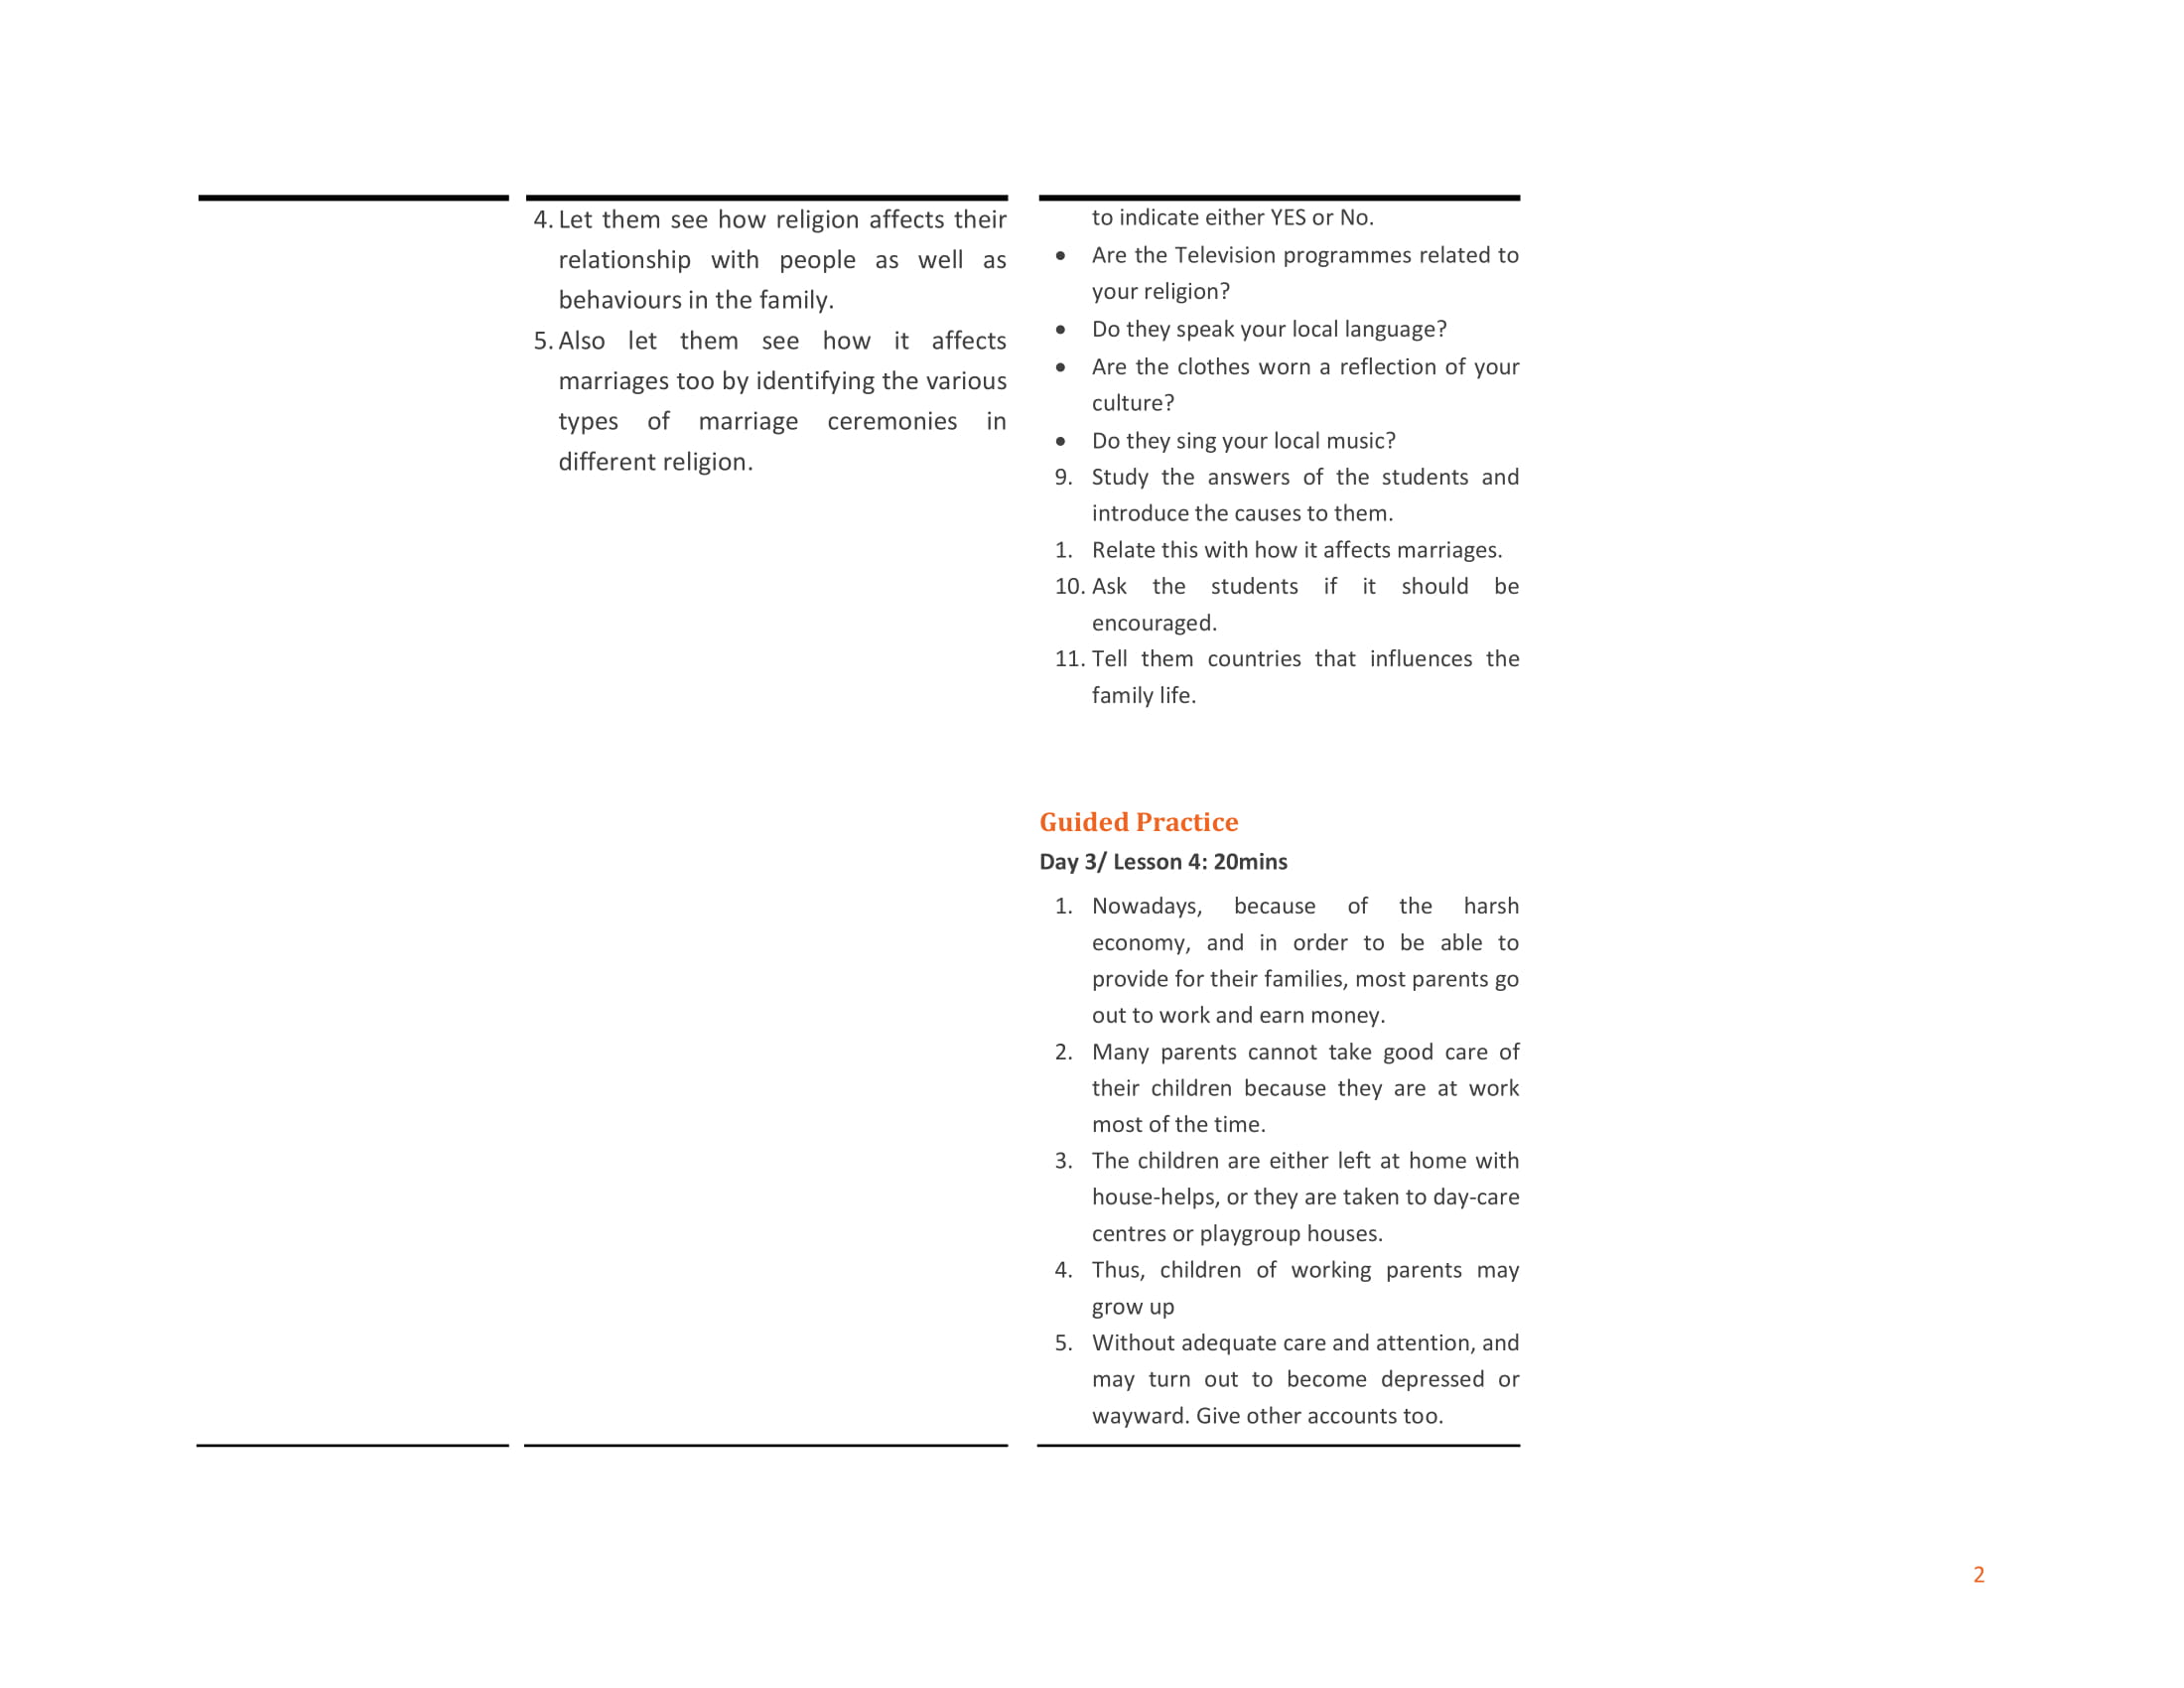 4. Let them see how religion affects their
relationship with people as well as
behaviours in the family.
5. Also let them see how it affects
marriages too by identifying the various
types of marriage ceremonies in
different religion.
to indicate either YES or No.
• Are the Television programmes related to
your religion?
• Do they speak your local language?
• Are the clothes worn a reflection of your
culture?
• Do they sing your local music?
9. Study the answers of the students and
introduce the causes to them.
1. Relate this with how it affects marriages.
10. Ask the students if it should be
encouraged.
11. Tell them countries that influences the
family life.
Guided Practice
Day 3/ Lesson 4: 20mins
1. Nowadays, because of the harsh
economy, and in order to be able to
provide for their families, most parents go
out to work and earn money.
2. Many parents cannot take good care of
their children because they are at work
most of the time.
3. The children are either left at home with
house-helps, or they are taken to day-care
centres or playgroup houses.
4. Thus, children of working parents may
grow up
5. Without adequate care and attention, and
may turn out to become depressed or
wayward. Give other accounts too.
2